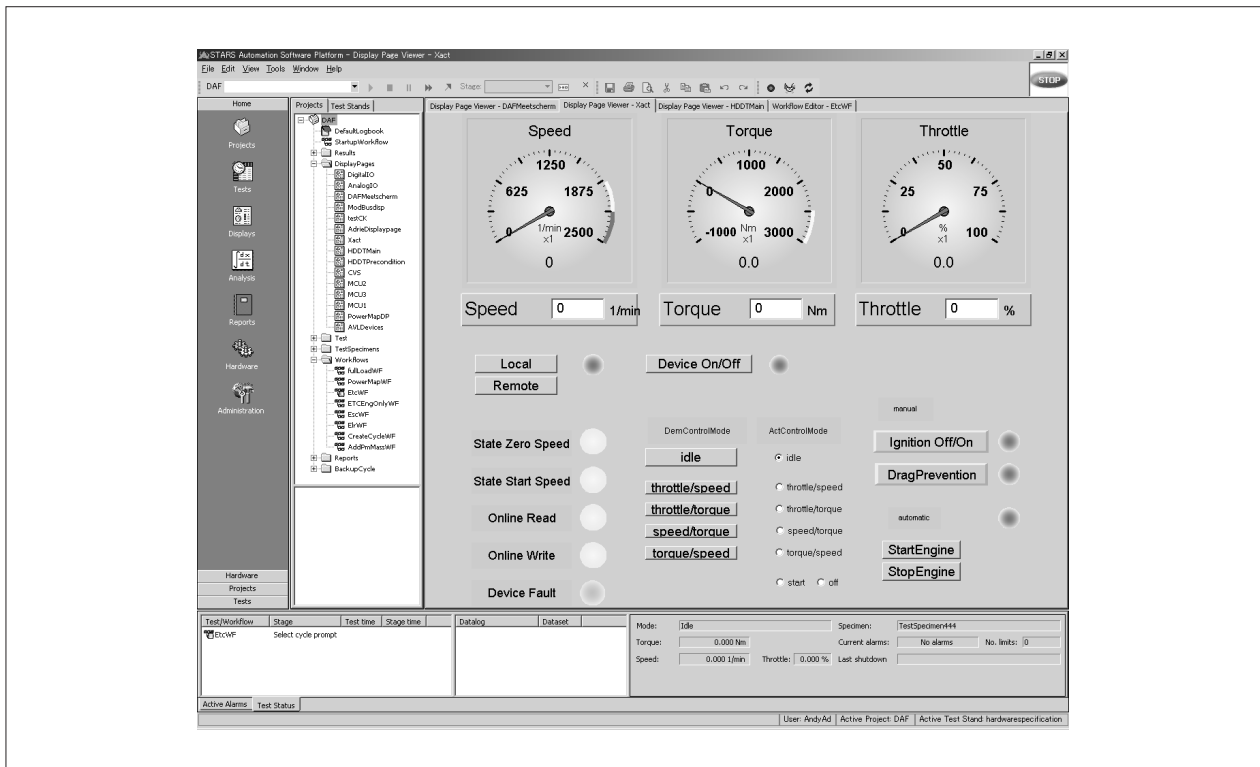 STARS Automation Software Platform - Display Page Viewer - Xact
File Edit View Tools Window Help
DAF
Stage:
STOP
Home
Projects
Tests
Displays
Analysis
Reports
Hardware
Administration
Hardware
Projects
Tests
Projects Test Stands
DAF
DefaultLogbook
StartupWorkflow
Results
DisplayPages
DigitalIO
AnalogIO
DAFMeetscherm
ModBusdisp
testCK
AdrieDisplaypage
Xact
HDDTMain
HDDTPrecondition
CVS
MCU2
MCU3
MCU1
PowerMapDP
AVLDevices
Test
TestSpecimens
Workflows
fullLoadWF
PowerMapWF
EtcWF
ETCEngOnlyWF
EscWF
ElrWF
CreateCycleWF
AddPmMassWF
Reports
BackupCycle
Display Page Viewer - DAFMeetscherm Display Page Viewer - Xact Display Page Viewer - HDDTMain Workflow Editor - EtcWF
Speed
1250
625 1875
0 1/min 2500
x1
0
Torque
1000
0 2000
-1000 Nm 3000
x1
0.0
Throttle
50
25 75
0 % 100
x1
0.0
Speed 0 1/min
Torque 0 Nm
Throttle 0 %
Local
Remote
Device On/Off
State Zero Speed
State Start Speed
Online Read
Online Write
Device Fault
DemControlMode
idle
throttle/speed
throttle/torque
speed/torque
torque/speed
ActControlMode
idle
throttle/speed
throttle/torque
speed/torque
torque/speed
start off
manual
Ignition Off/On
DragPrevention
automatic
StartEngine
StopEngine
Test/Workflow Stage Test time Stage time
EtcWF Select cycle prompt
Datalog Dataset
Mode: Idle Specimen: TestSpecimen444
Torque: 0.000 Nm Current alarms: No alarms No. limits: 0
Speed: 0.000 1/min Throttle: 0.000 % Last shutdown
Active Alarms Test Status
User: AndyAd Active Project: DAF Active Test Stand: hardwarespecification